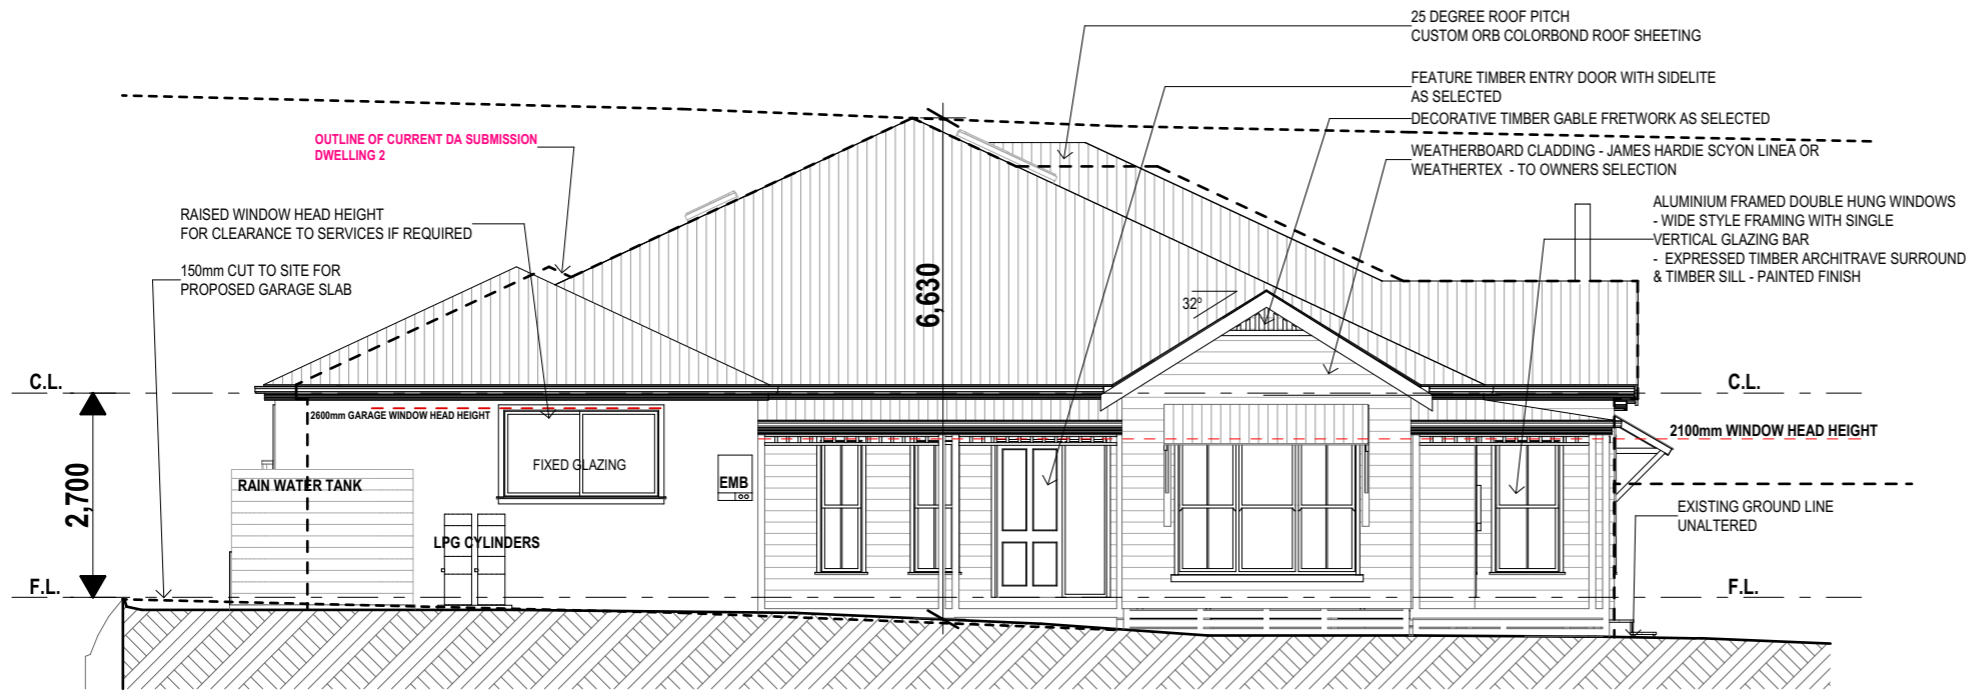 25 DEGREE ROOF PITCH
CUSTOM ORB COLORBOND ROOF SHEETING
FEATURE TIMBER ENTRY DOOR WITH SIDELITE
AS SELECTED
DECORATIVE TIMBER GABLE FRETWORK AS SELECTED
WEATHERBOARD CLADDING - JAMES HARDIE SCYON LINEA OR
WEATHERTEX - TO OWNERS SELECTION
ALUMINIUM FRAMED DOUBLE HUNG WINDOWS
- WIDE STYLE FRAMING WITH SINGLE
VERTICAL GLAZING BAR
- EXPRESSED TIMBER ARCHITRAVE SURROUND
& TIMBER SILL - PAINTED FINISH
OUTLINE OF CURRENT DA SUBMISSION
DWELLING 2
RAISED WINDOW HEAD HEIGHT
FOR CLEARANCE TO SERVICES IF REQUIRED
150mm CUT TO SITE FOR
PROPOSED GARAGE SLAB
6,630
32º
C.L.
C.L.
2600mm GARAGE WINDOW HEAD HEIGHT
2100mm WINDOW HEAD HEIGHT
2,700
FIXED GLAZING
RAIN WATER TANK
EMB
LPG CYLINDERS
EXISTING GROUND LINE
UNALTERED
F.L.
F.L.